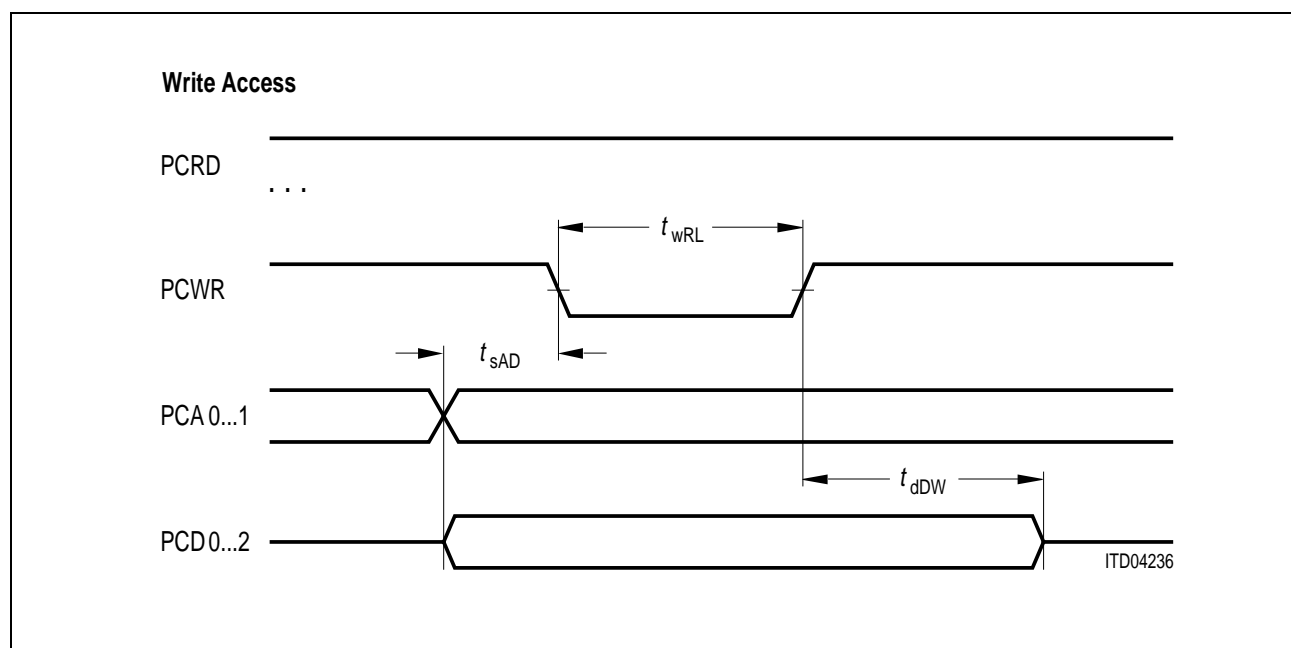 Write Access
PCRD
. . .
t wRL
PCWR
t sAD
PCA 0...1
t dDW
PCD 0...2
ITD04236